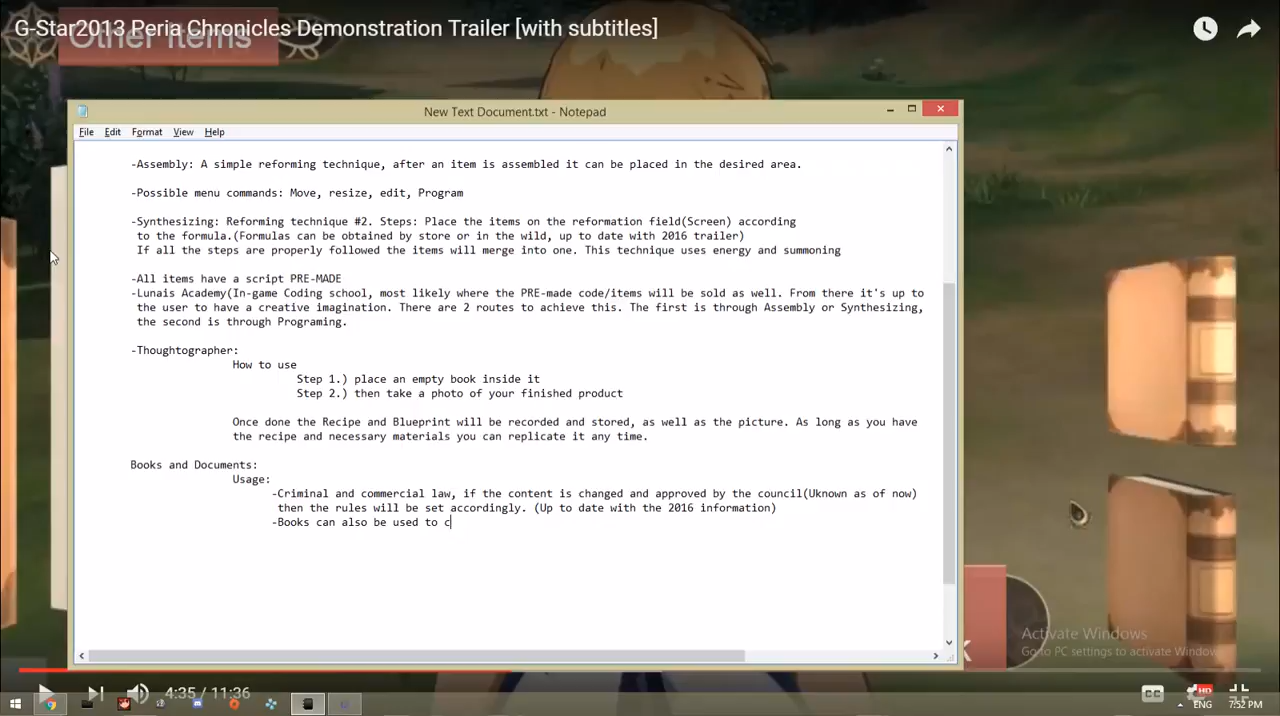 G-Star2013 Peria Chronicles Demonstration Trailer [with subtitles]
Other Items
New Text Document.txt - Notepad
File Edit Format View Help
-Assembly: A simple reforming technique, after an item is assembled it can be placed in the desired area.
-Possible menu commands: Move, resize, edit, Program
-Synthesizing: Reforming technique #2. Steps: Place the items on the reformation field(Screen) according
to the formula.(Formulas can be obtained by store or in the wild, up to date with 2016 trailer)
If all the steps are properly followed the items will merge into one. This technique uses energy and summoning
-All items have a script PRE-MADE
-Lunais Academy(In-game Coding school, most likely where the PRE-made code/items will be sold as well. From there it's up to
the user to have a creative imagination. There are 2 routes to achieve this. The first is through Assembly or Synthesizing,
the second is through Programing.
-Thoughtographer:
How to use
Step 1.) place an empty book inside it
Step 2.) then take a photo of your finished product
Once done the Recipe and Blueprint will be recorded and stored, as well as the picture. As long as you have
the recipe and necessary materials you can replicate it any time.
Books and Documents:
Usage:
-Criminal and commercial law, if the content is changed and approved by the council(Uknown as of now)
then the rules will be set accordingly. (Up to date with the 2016 information)
-Books can also be used to c
Activate Windows
Go to PC settings to activate Windows.
4:35 / 11:36
CC
HD
ENG
7:52 PM